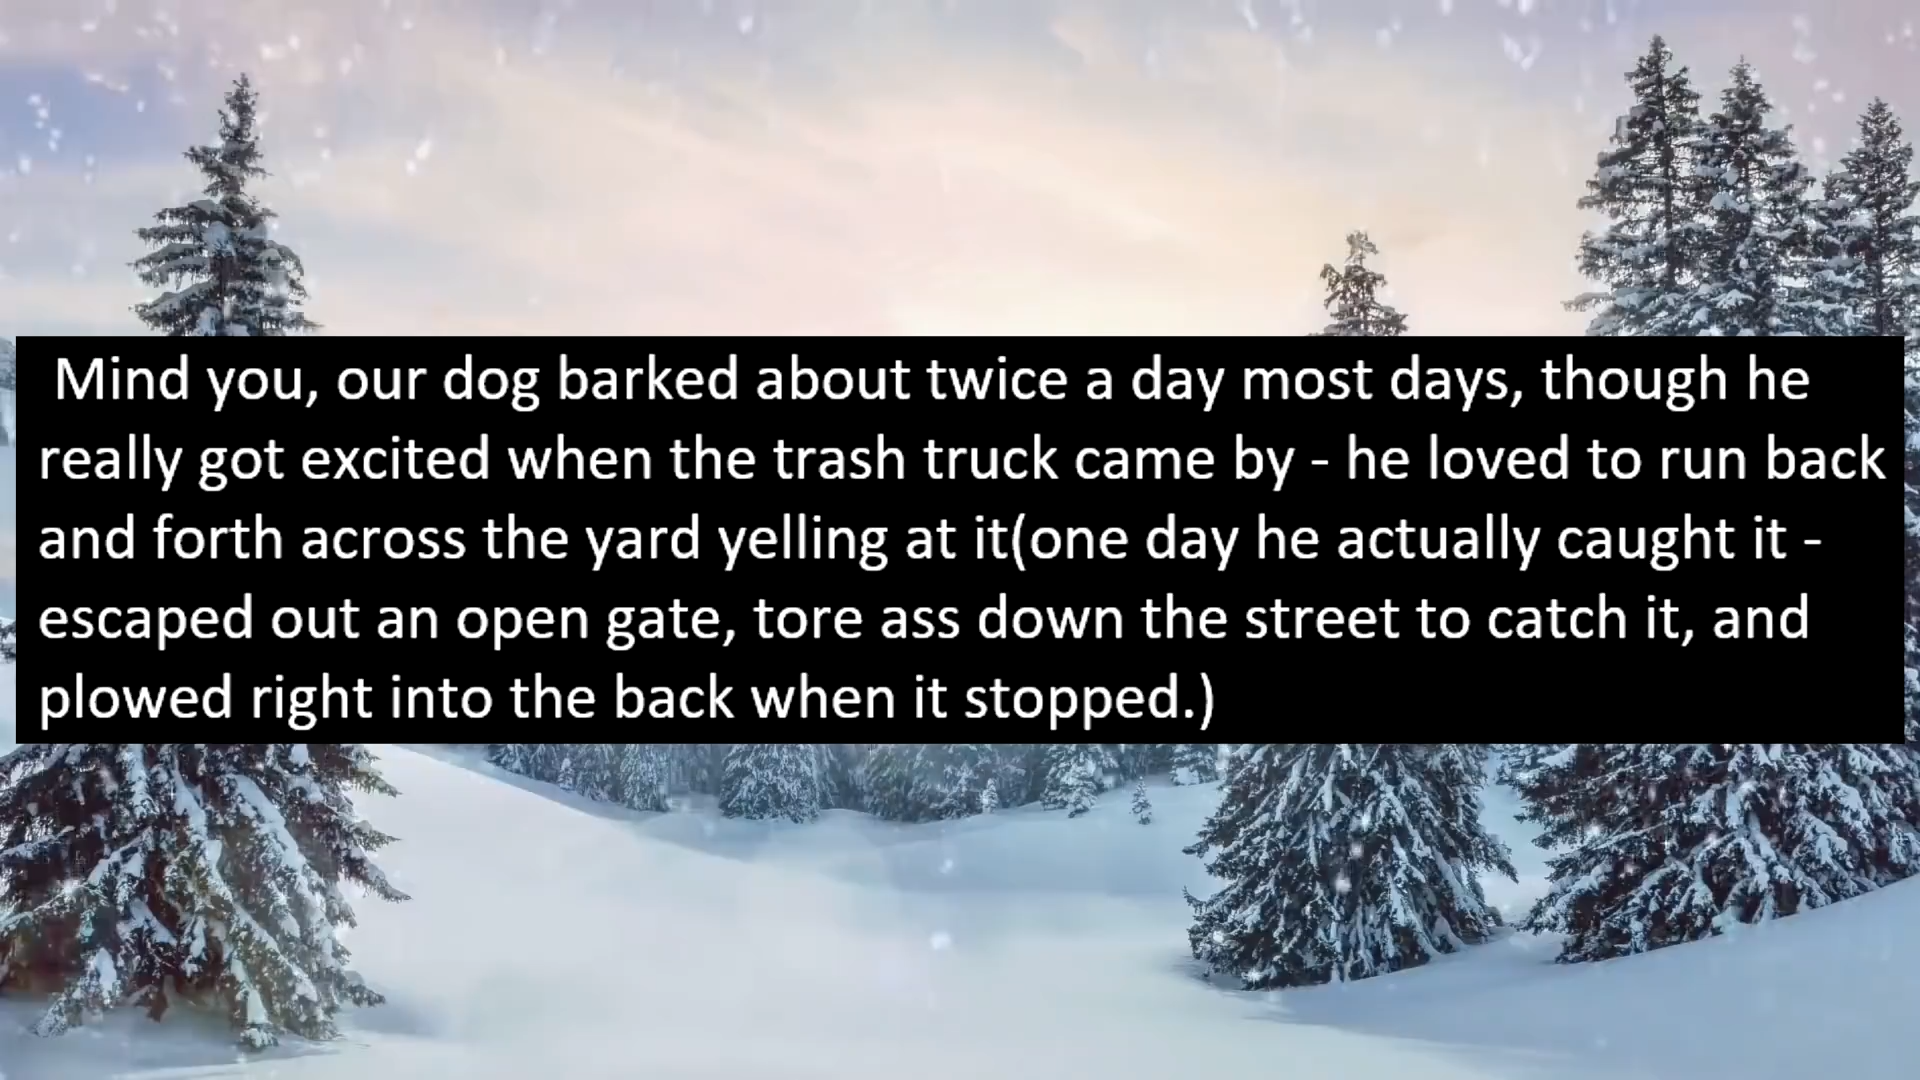 Mind you, our dog barked about twice a day most days, though he
really got excited when the trash truck came by - he loved to run back
and forth across the yard yelling at it(one day he actually caught it -
escaped out an open gate, tore ass down the street to catch it, and
plowed right into the back when it stopped.)